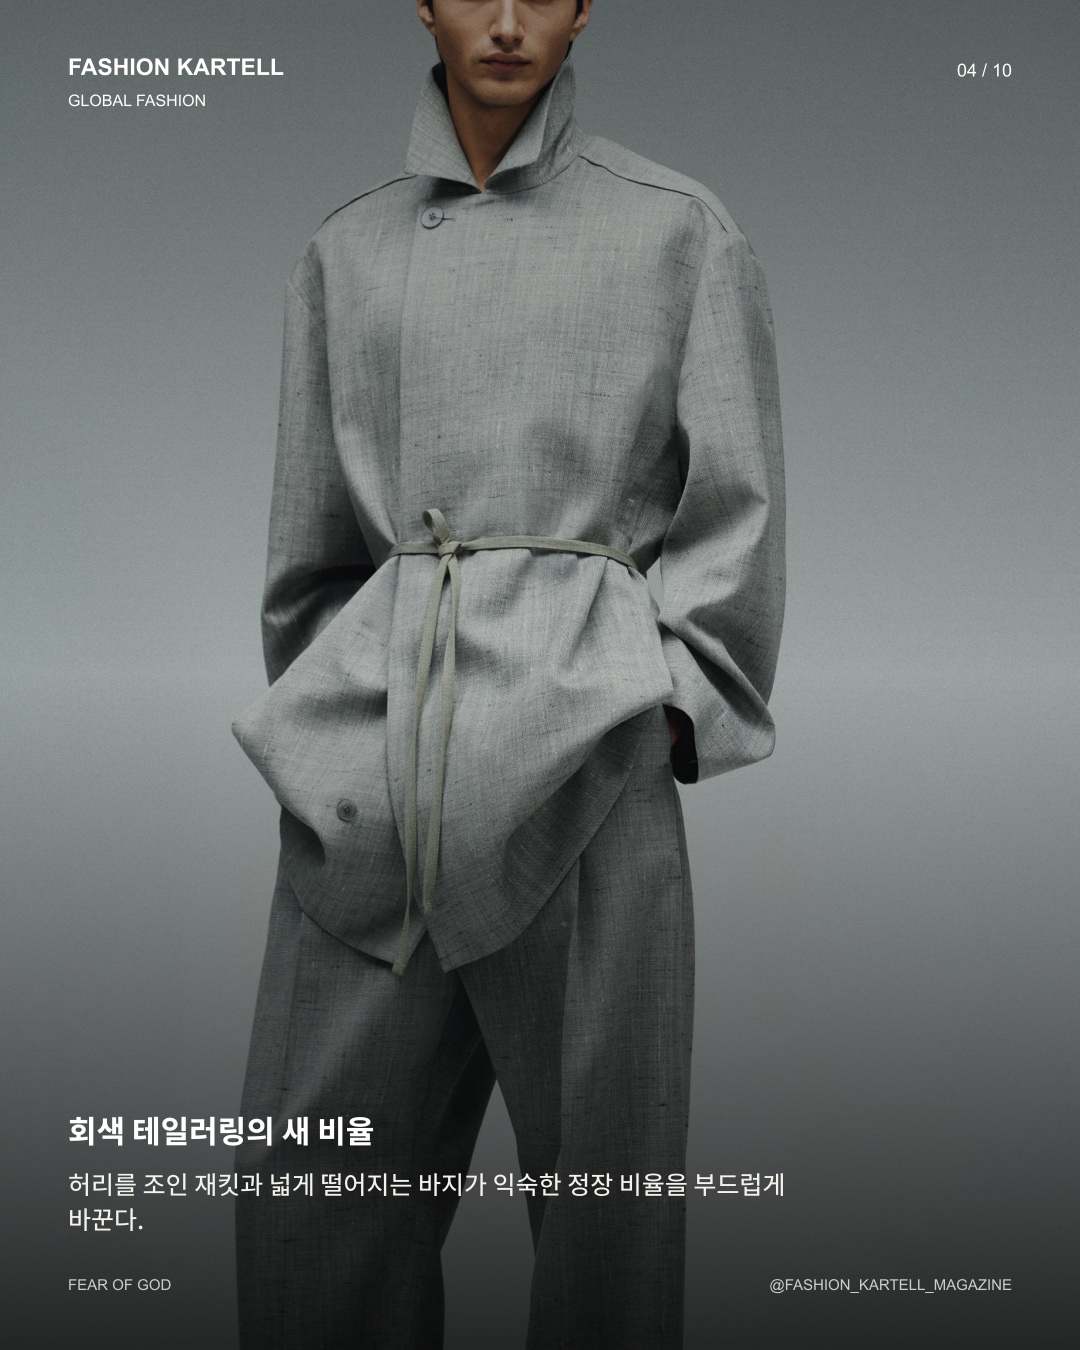 FASHION KARTELL
GLOBAL FASHION
04 / 10
회색 테일러링의 새 비율
허리를 조인 재킷과 넓게 떨어지는 바지가 익숙한 정장 비율을 부드럽게
바꾼다.
FEAR OF GOD
@FASHION_KARTELL_MAGAZINE